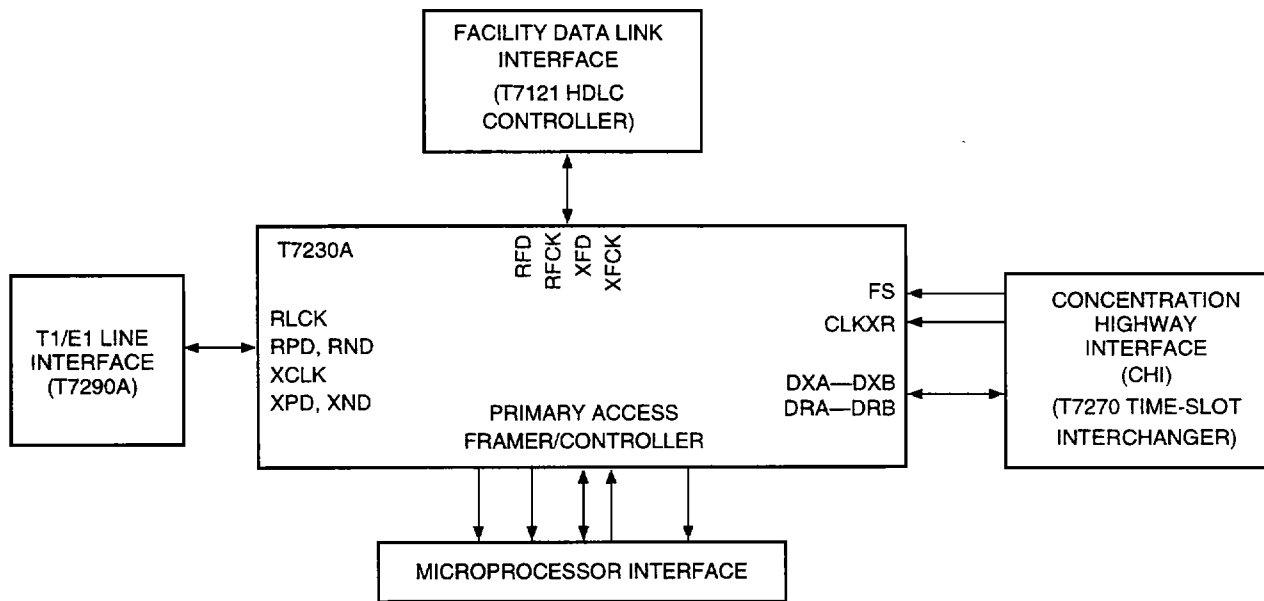 FACILITY DATA LINK
INTERFACE
(T7121 HDLC
CONTROLLER)
T7230A
RFD
RFCK
XFD
XFCK
T1/E1 LINE
INTERFACE
(T7290A)
RLCK
RPD, RND
XCLK
XPD, XND
PRIMARY ACCESS
FRAMER/CONTROLLER
FS
CLKXR
DXA—DXB
DRA—DRB
CONCENTRATION
HIGHWAY
INTERFACE
(CHI)
(T7270 TIME-SLOT
INTERCHANGER)
MICROPROCESSOR INTERFACE